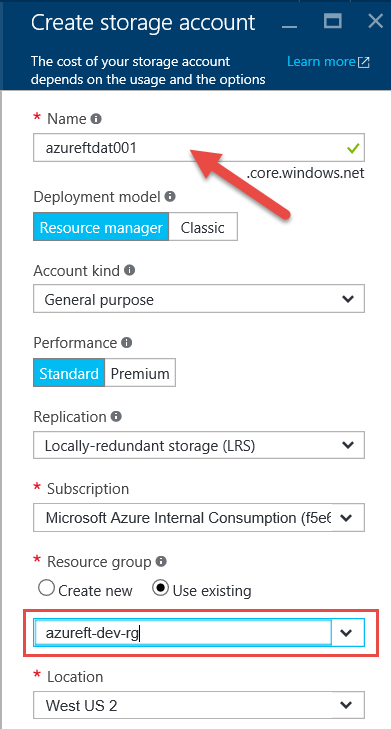 Create storage account
The cost of your storage account
depends on the usage and the options
Learn more
* Name
azureftdat001
.core.windows.net
Deployment model
Resource manager
Classic
Account kind
General purpose
Performance
Standard
Premium
Replication
Locally-redundant storage (LRS)
* Subscription
Microsoft Azure Internal Consumption (f5e6
* Resource group
Create new
Use existing
azureft-dev-rg
* Location
West US 2